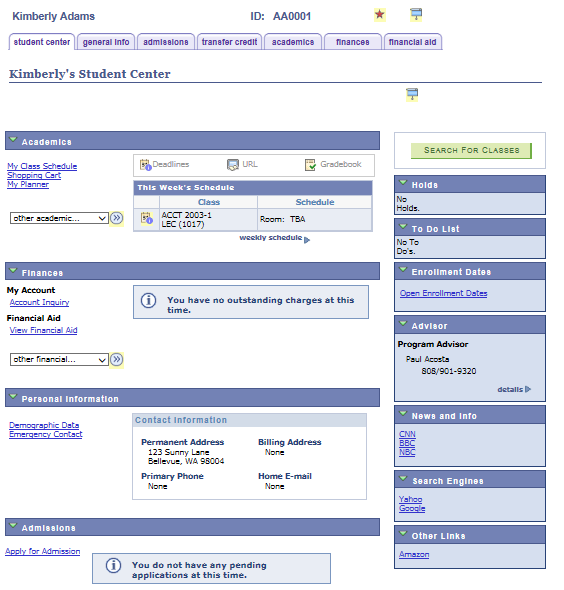 Kimberly Adams ID: AA0001
student center general info admissions transfer credit academics finances financial aid
Kimberly's Student Center
Academics
My Class Schedule
Shopping Cart
My Planner
other academic...
Deadlines URL Gradebook
This Week's Schedule
Class Schedule
ACCT 2003-1
LEC (1017)
Room: TBA
weekly schedule
Finances
My Account
Account Inquiry
Financial Aid
View Financial Aid
other financial...
You have no outstanding charges at this
time.
Personal Information
Demographic Data
Emergency Contact
Contact Information
Permanent Address Billing Address
123 Sunny Lane None
Bellevue, WA 98004
Primary Phone Home E-mail
None None
Admissions
Apply for Admission
You do not have any pending
applications at this time.
SEARCH FOR CLASSES
Holds
No
Holds.
To Do List
No To
Do's.
Enrollment Dates
Open Enrollment Dates
Advisor
Program Advisor
Paul Acosta
808/901-9320
details
News and Info
CNN
BBC
NBC
Search Engines
Yahoo
Google
Other Links
Amazon